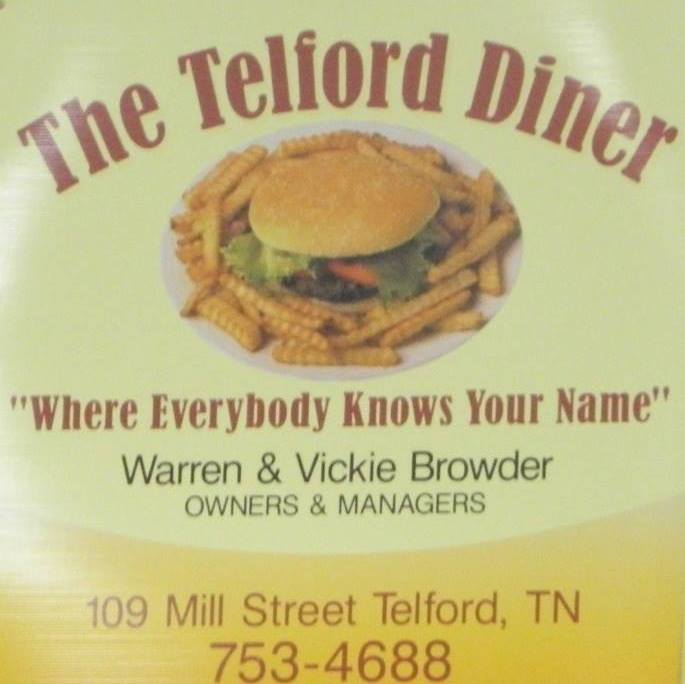 The Telford Diner
"Where Everybody Knows Your Name"
Warren & Vickie Browder
OWNERS & MANAGERS
109 Mill Street Telford, TN
753-4688